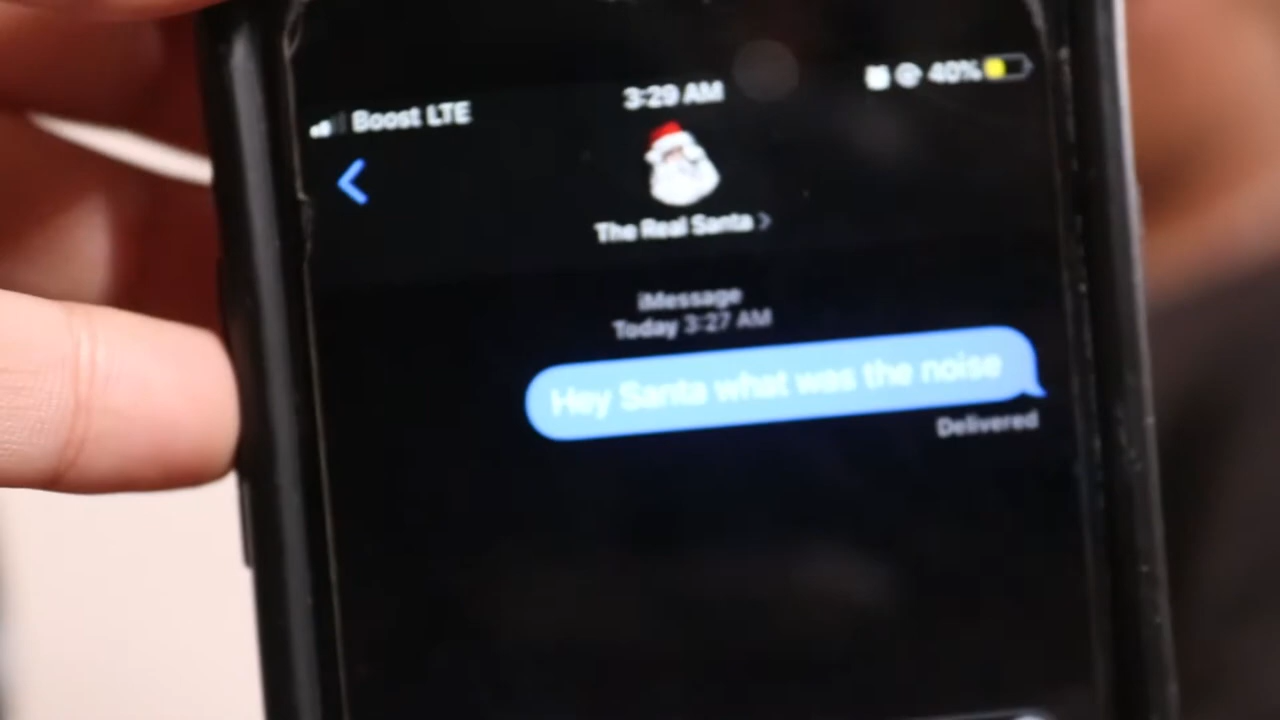 3:29 AM
Boost LTE
40%
The Real Santa
iMessage
Today 3:27 AM
Hey Santa what was the noise
Delivered